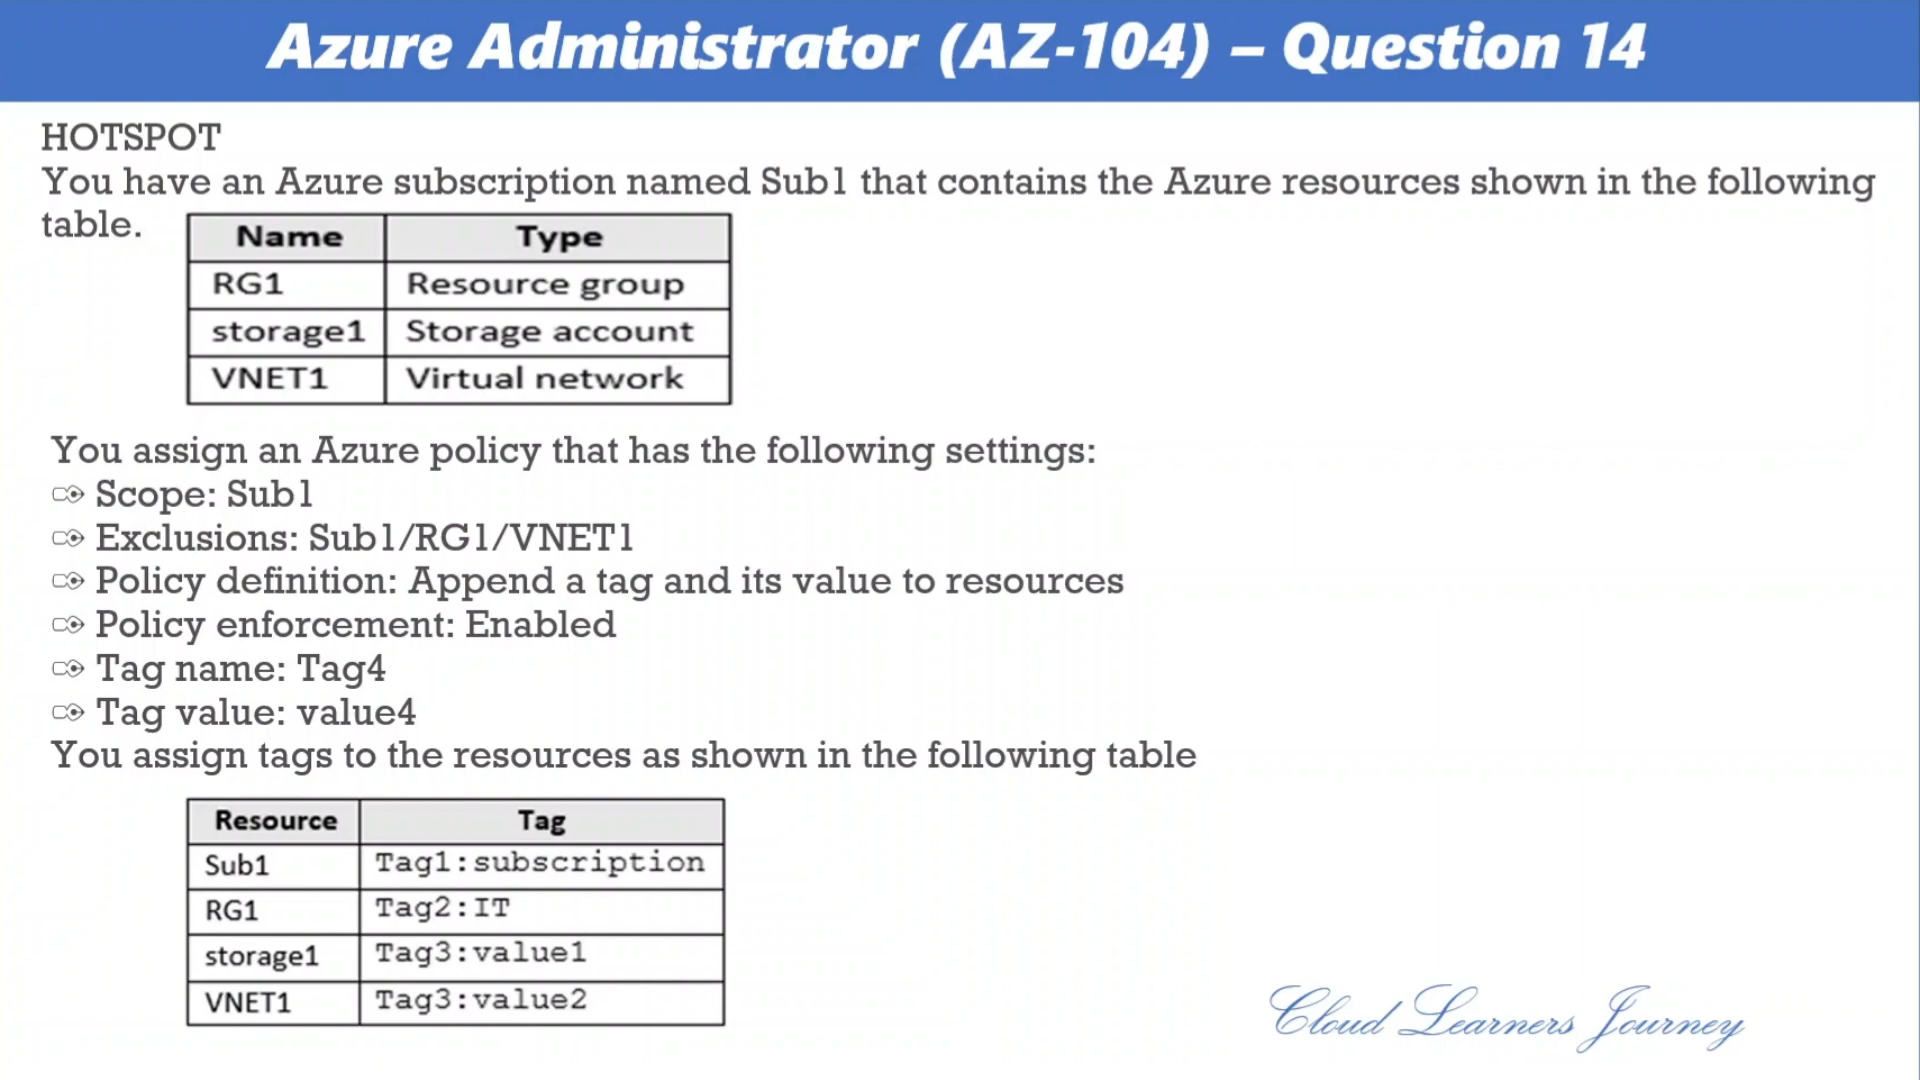 Azure Administrator (AZ-104) – Question 14
HOTSPOT
You have an Azure subscription named Sub1 that contains the Azure resources shown in the following
table.
Name Type
RG1 Resource group
storage1 Storage account
VNET1 Virtual network
You assign an Azure policy that has the following settings:
Scope: Sub1
Exclusions: Sub1/RG1/VNET1
Policy definition: Append a tag and its value to resources
Policy enforcement: Enabled
Tag name: Tag4
Tag value: value4
You assign tags to the resources as shown in the following table
Resource Tag
Sub1 Tag1:subscription
RG1 Tag2:IT
storage1 Tag3:value1
VNET1 Tag3:value2
Cloud Learners Journey